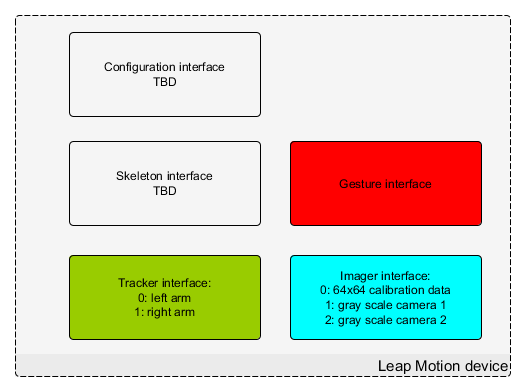 Configuration interface
TBD
Skeleton interface
TBD
Gesture interface
Tracker interface:
0: left arm
1: right arm
Imager interface:
0: 64x64 calibration data
1: gray scale camera 1
2: gray scale camera 2
Leap Motion device